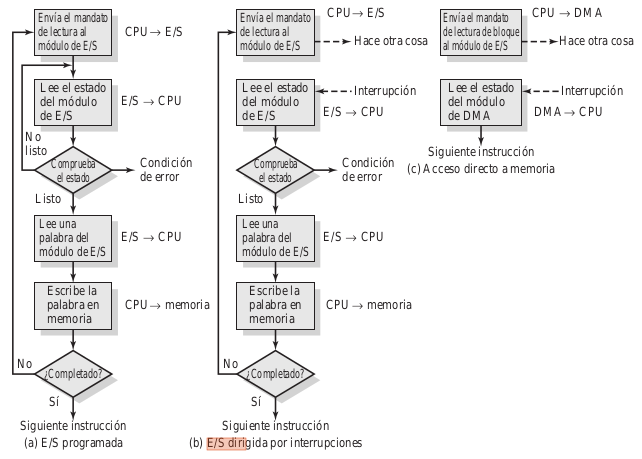 Envía el mandato
de lectura al
módulo de E/S
CPU → E/S
Lee el estado
del módulo
de E/S
E/S → CPU
No
listo
Comprueba
el estado
Condición
de error
Listo
Lee una
palabra del
módulo de E/S
E/S → CPU
Escribe la
palabra en
memoria
CPU → memoria
No
¿Completado?
Sí
Siguiente instrucción
(a) E/S programada
Envía el mandato
de lectura al
módulo de E/S
CPU → E/S
Hace otra cosa
Lee el estado
del módulo
de E/S
Interrupción
E/S → CPU
Comprueba
el estado
Condición
de error
Listo
Lee una
palabra del
módulo de E/S
E/S → CPU
Escribe la
palabra en
memoria
CPU → memoria
No
¿Completado?
Sí
Siguiente instrucción
(b) E/S dirigida por interrupciones
Envía el mandato
de lectura de bloque
al módulo de E/S
CPU → DMA
Hace otra cosa
Lee el estado
del módulo
de DMA
Interrupción
DMA → CPU
Siguiente instrucción
(c) Acceso directo a memoria